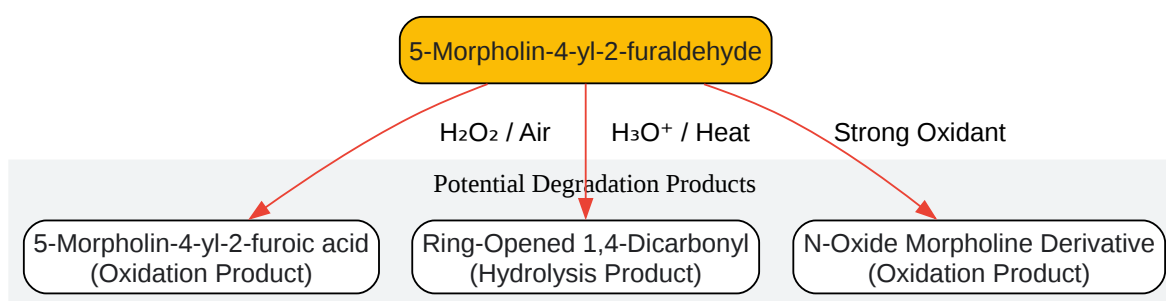 5-Morpholin-4-yl-2-furaldehyde
H₂O₂ / Air
H₃O⁺ / Heat
Strong Oxidant
Potential Degradation Products
5-Morpholin-4-yl-2-furoic acid
(Oxidation Product)
Ring-Opened 1,4-Dicarbonyl
(Hydrolysis Product)
N-Oxide Morpholine Derivative
(Oxidation Product)